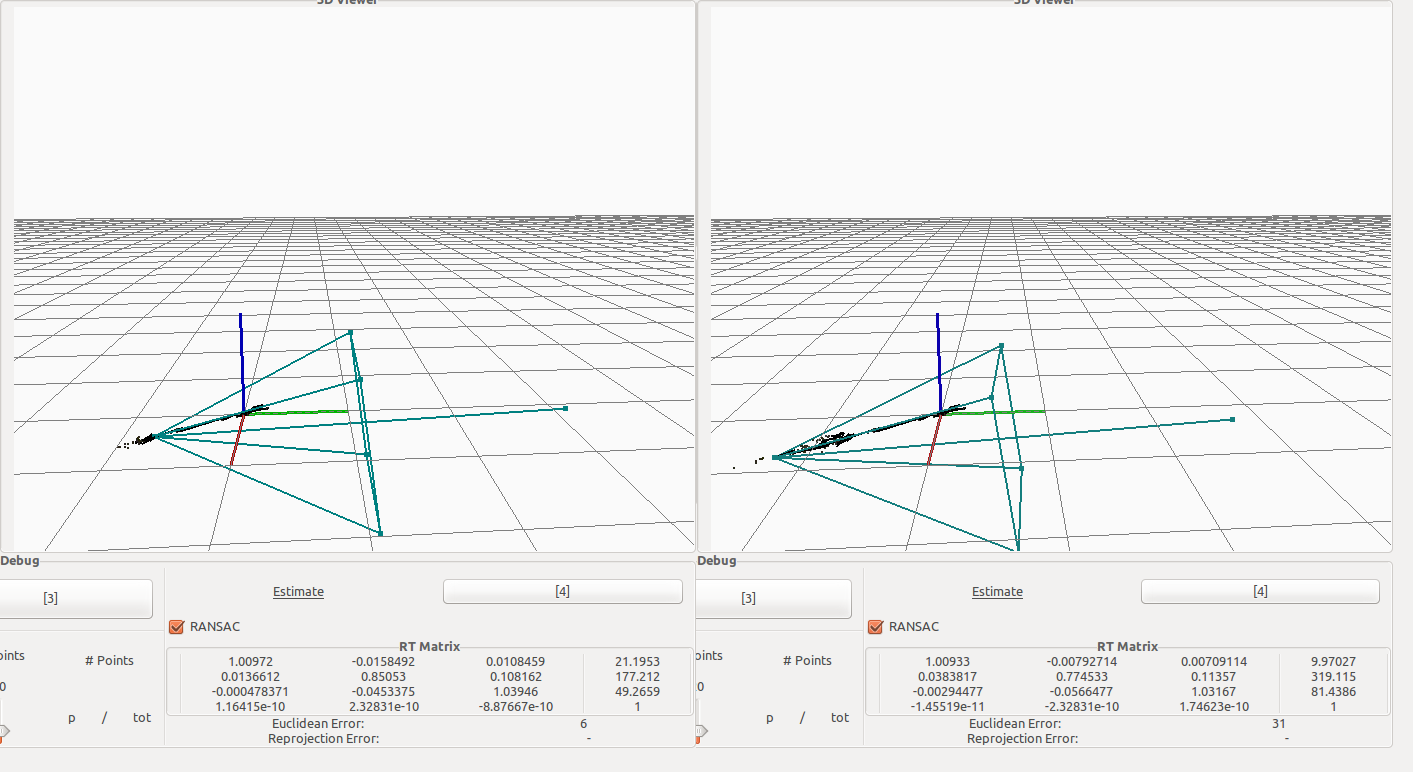 3D Viewer
3D Viewer
Debug
[3]
Estimate
[4]
RANSAC
RT Matrix
1.00972 -0.0158492 0.0108459 21.1953
0.0136612 0.85053 0.108162 177.212
-0.000478371 -0.0453375 1.03946 49.2659
1.16415e-10 2.32831e-10 -8.87667e-10 1
oints # Points
0
p / tot
Euclidean Error: 6
Reprojection Error: -
Debug
[3]
Estimate
[4]
RANSAC
RT Matrix
1.00933 -0.00792714 0.00709114 9.97027
0.0383817 0.774533 0.11357 319.115
-0.00294477 -0.0566477 1.03167 81.4386
-1.45519e-11 -2.32831e-10 1.74623e-10 1
oints # Points
0
p / tot
Euclidean Error: 31
Reprojection Error: -